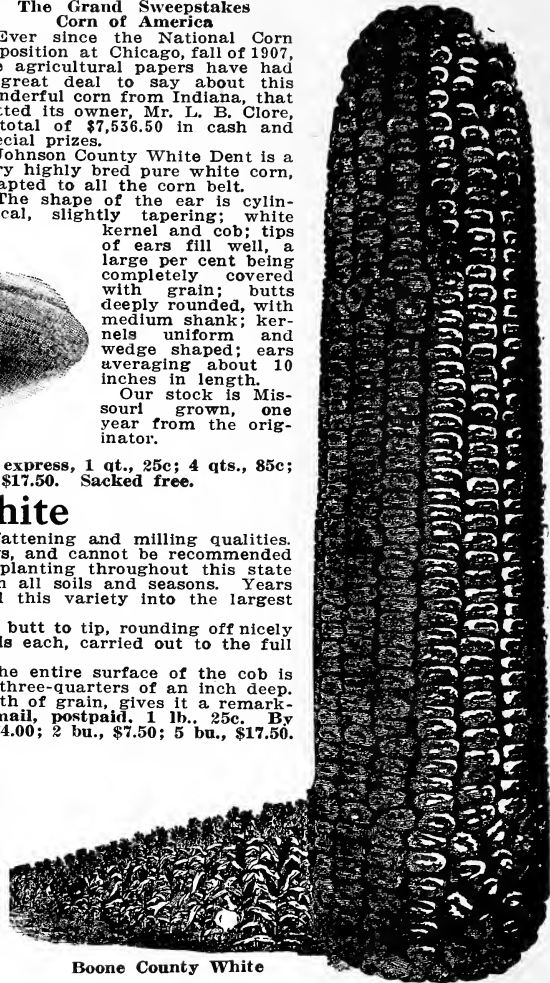 The Grand Sweepstakes
Corn of America
Ever since the National Corn
position at Chicago, fall of 1907,
e agricultural papers have had
great deal to say about this
nderful corn from Indiana, that
tted its owner, Mr. L. B. Clore,
total of $7,536.50 in cash and
ecial prizes.
Johnson County White Dent is a
ry highly bred pure white corn,
apted to all the corn belt.
The shape of the ear is cylin-
cal, slightly tapering; white
kernel and cob; tips
of ears fill well, a
large per cent being
completely covered
with grain; butts
deeply rounded, with
medium shank; ker-
nels uniform and
wedge shaped; ears
averaging about 10
inches in length.
Our stock is Mis-
souri grown, one
year from the orig-
inator.
express, 1 qt., 25c; 4 qts., 85c;
$17.50. Sacked free.
hite
fattening and milling qualities.
s, and cannot be recommended
planting throughout this state
n all soils and seasons. Years
l this variety into the largest
butt to tip, rounding off nicely
ls each, carried out to the full
he entire surface of the cob is
three-quarters of an inch deep.
th of grain, gives it a remark-
mail, postpaid, 1 lb., 25c. By
4.00; 2 bu., $7.50; 5 bu., $17.50.
Boone County White